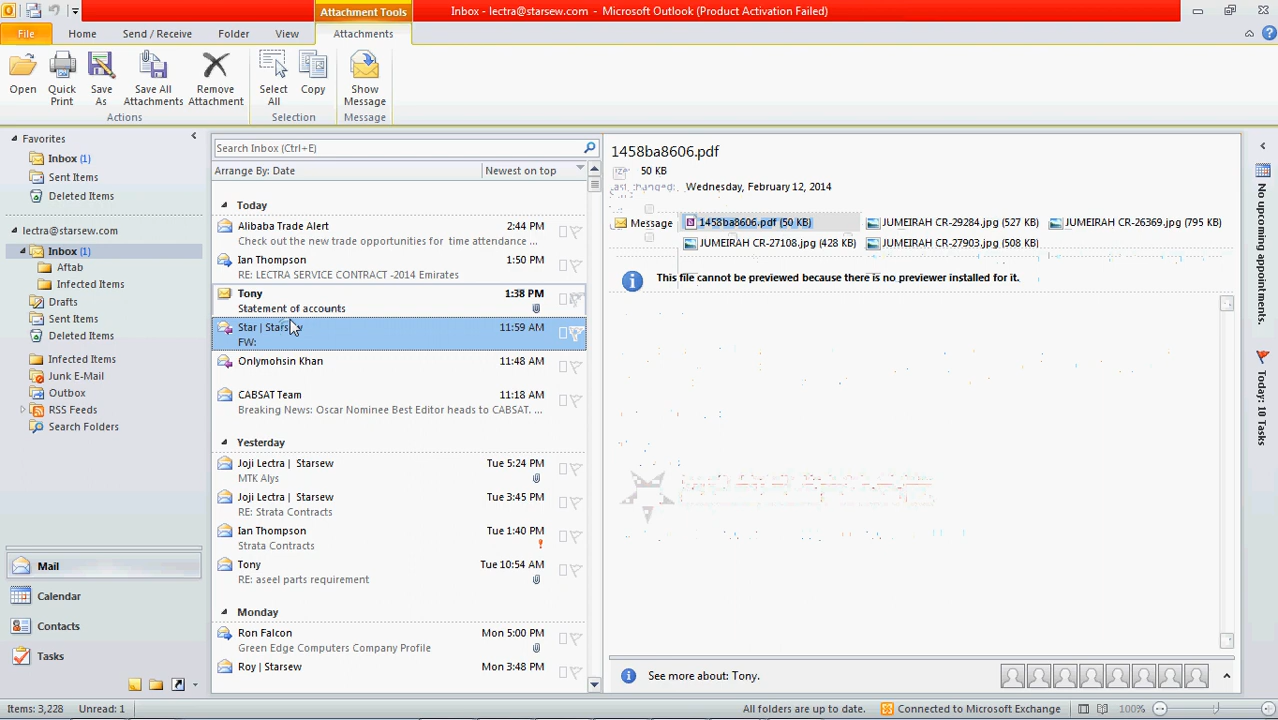 Attachment Tools
Inbox - lectra@starsew.com - Microsoft Outlook (Product Activation Failed)
File Home Send / Receive Folder View Attachments
Open Quick Print Save As Save All Attachments Remove Attachment Select All Copy Show Message
Actions Selection Message
Favorites
Inbox (1)
Sent Items
Deleted Items
lectra@starsew.com
Inbox (1)
Aftab
Infected Items
Drafts
Sent Items
Deleted Items
Infected Items
Junk E-Mail
Outbox
RSS Feeds
Search Folders
Mail
Calendar
Contacts
Tasks
Search Inbox (Ctrl+E)
Arrange By: Date Newest on top
Today
Alibaba Trade Alert 2:44 PM
Check out the new trade opportunities for time attendance ...
Ian Thompson 1:50 PM
RE: LECTRA SERVICE CONTRACT -2014 Emirates
Tony 1:38 PM
Statement of accounts
Star | 11:59 AM
FW:
Onlymohsin Khan 11:48 AM
CABSAT Team 11:18 AM
Breaking News: Oscar Nominee Best Editor heads to CABSAT. ...
Yesterday
Joji Lectra | Starsew Tue 5:24 PM
MTK Alys
Joji Lectra | Starsew Tue 3:45 PM
RE: Strata Contracts
Ian Thompson Tue 1:40 PM
Strata Contracts
Tony Tue 10:54 AM
RE: aseel parts requirement
Monday
Ron Falcon Mon 5:00 PM
Green Edge Computers Company Profile
Roy | Starsew Mon 3:48 PM
1458ba8606.pdf
50 KB
Wednesday, February 12, 2014
Message 1458ba8606.pdf (50 KB) JUMEIRAH CR-29284.jpg (527 KB) JUMEIRAH CR-26369.jpg (795 KB)
JUMEIRAH CR-27108.jpg (428 KB) JUMEIRAH CR-27903.jpg (508 KB)
This file cannot be previewed because there is no previewer installed for it.
See more about: Tony.
No upcoming appointments.
Today: 10 Tasks
Items: 3,228 Unread: 1 All folders are up to date. Connected to Microsoft Exchange 100%